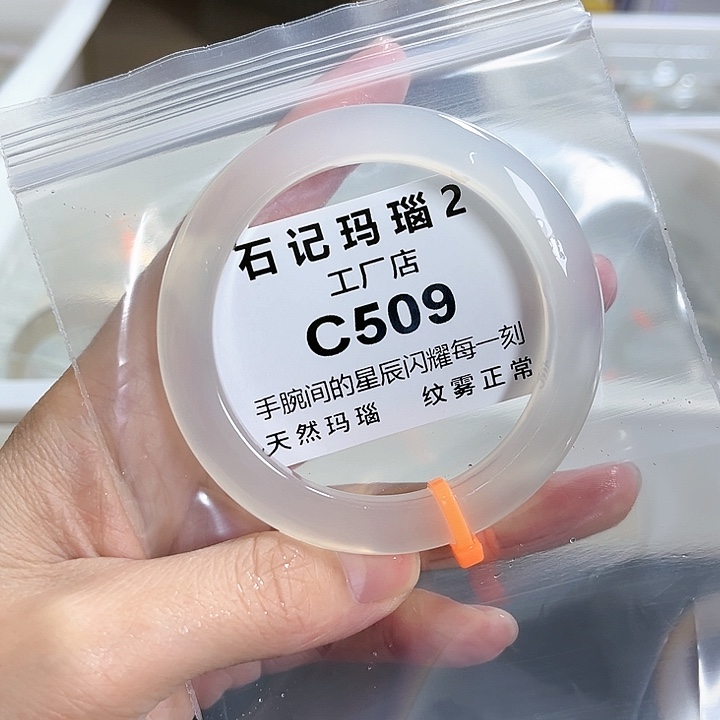 石记玛瑙2
工厂店
C509
手腕间的星辰闪耀每一刻
天然玛瑙 纹雾正常